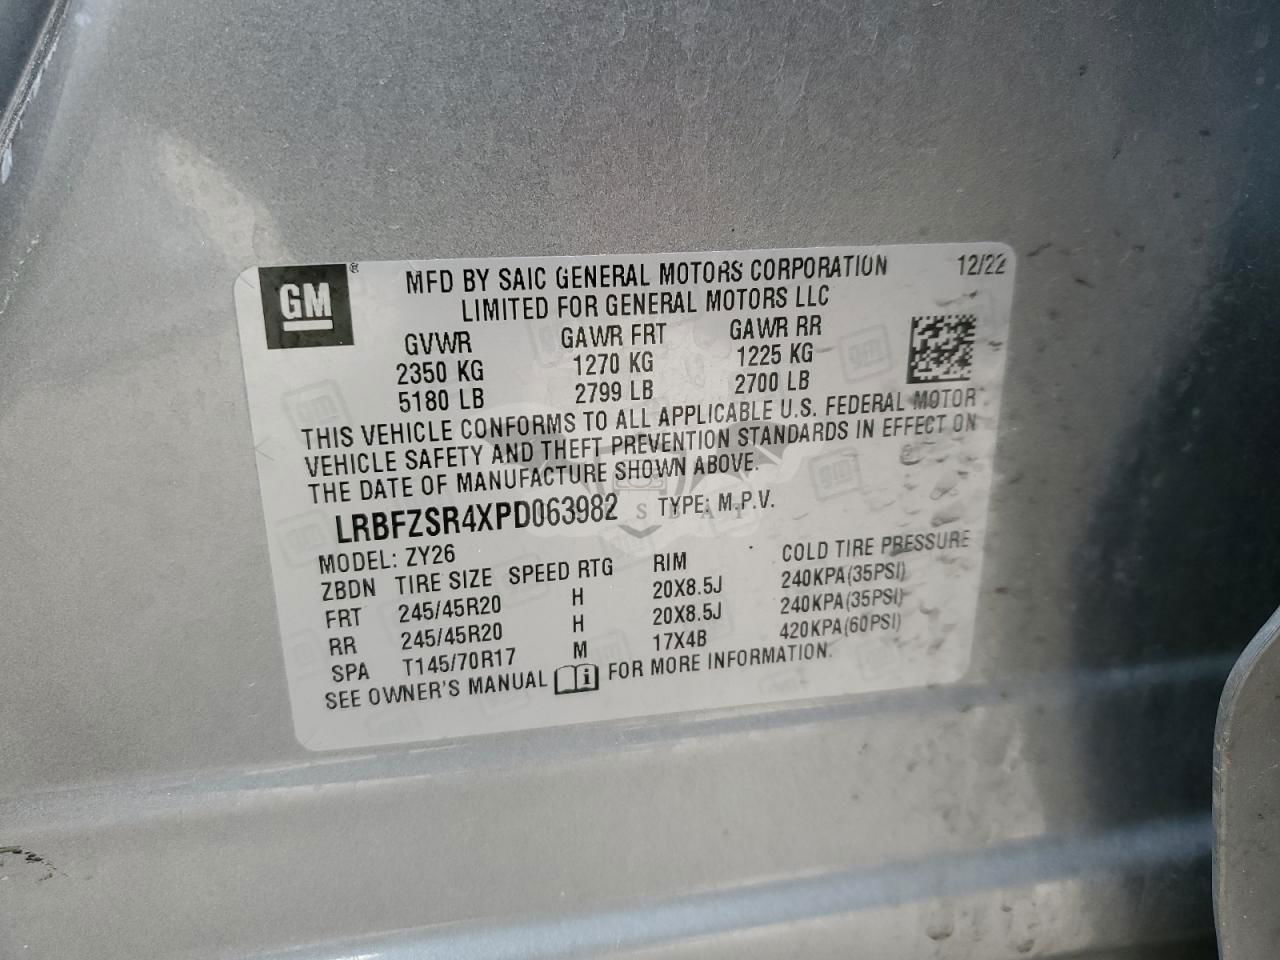 GM ®
MFD BY SAIC GENERAL MOTORS CORPORATION 12/22
LIMITED FOR GENERAL MOTORS LLC
GVWR GAWR FRT GAWR RR
2350 KG 1270 KG 1225 KG
5180 LB 2799 LB 2700 LB
THIS VEHICLE CONFORMS TO ALL APPLICABLE U.S. FEDERAL MOTOR
VEHICLE SAFETY AND THEFT PREVENTION STANDARDS IN EFFECT ON
THE DATE OF MANUFACTURE SHOWN ABOVE.
LRBFZSR4XPD063982 TYPE: M.P.V.
MODEL: ZY26
ZBDN TIRE SIZE SPEED RTG RIM COLD TIRE PRESSURE
FRT 245/45R20 H 20X8.5J 240KPA(35PSI)
RR 245/45R20 H 20X8.5J 240KPA(35PSI)
SPA T145/70R17 M 17X4B 420KPA(60PSI)
SEE OWNER'S MANUAL FOR MORE INFORMATION.